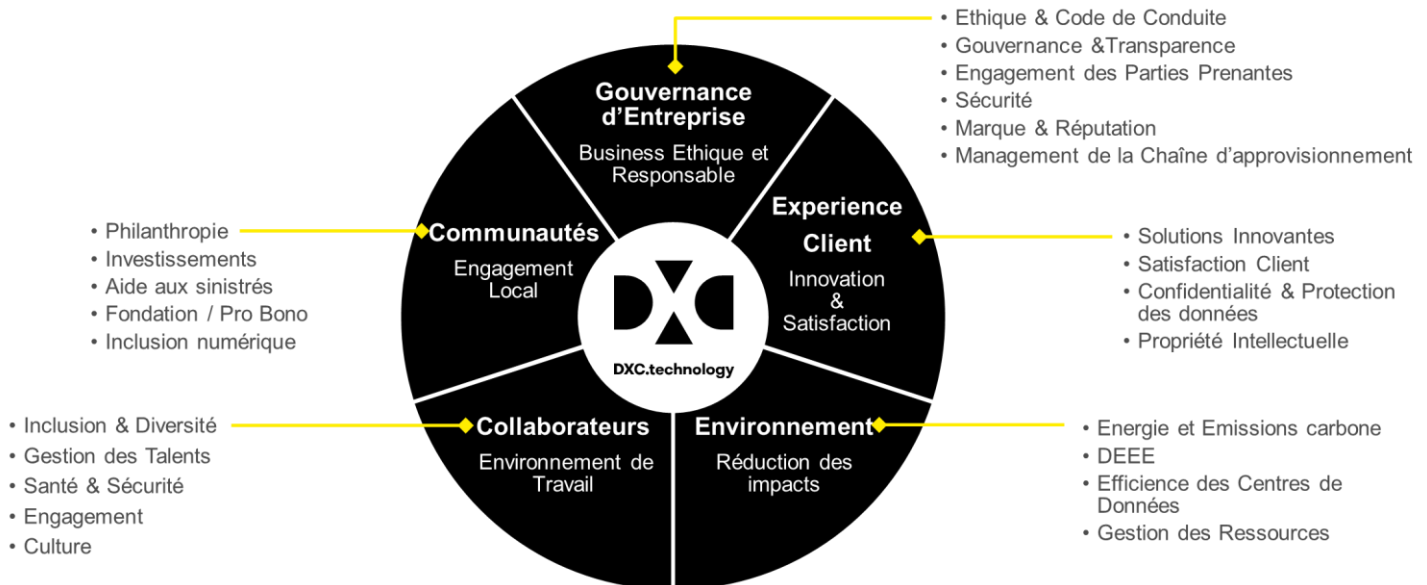 • Ethique & Code de Conduite
• Gouvernance &Transparence
• Engagement des Parties Prenantes
• Sécurité
• Marque & Réputation
• Management de la Chaîne d'approvisionnement
Gouvernance
d'Entreprise
Business Ethique et
Responsable
Experience
Client
Innovation
&
Satisfaction
• Solutions Innovantes
• Satisfaction Client
• Confidentialité & Protection
des données
• Propriété Intellectuelle
Communautés
Engagement
Local
• Philanthropie
• Investissements
• Aide aux sinistrés
• Fondation / Pro Bono
• Inclusion numérique
DXC
DXC.technology
Collaborateurs
Environnement de
Travail
• Inclusion & Diversité
• Gestion des Talents
• Santé & Sécurité
• Engagement
• Culture
Environnement
Réduction des
impacts
• Energie et Emissions carbone
• DEEE
• Efficience des Centres de
Données
• Gestion des Ressources